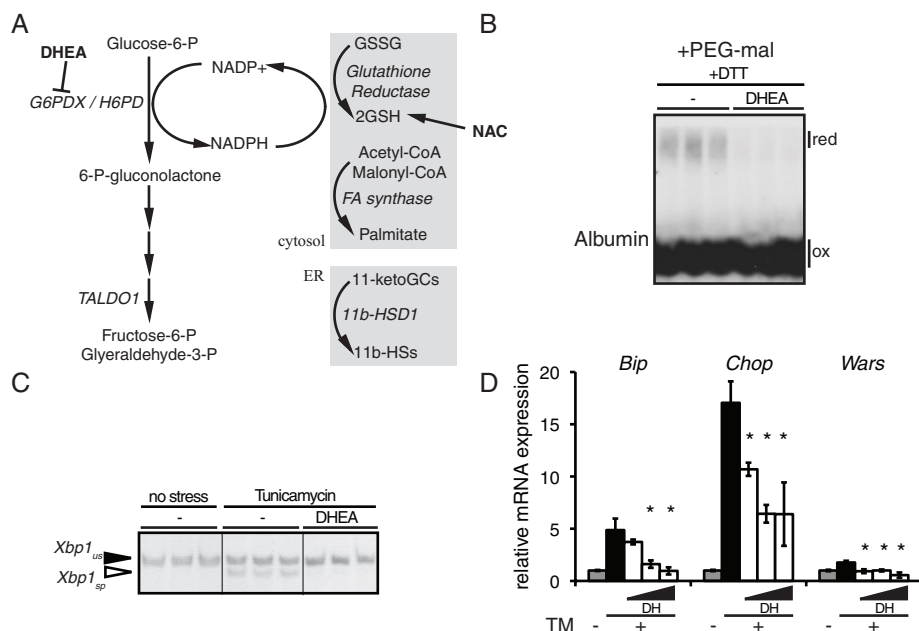 A
DHEA
Glucose-6-P
G6PDX / H6PD
NADP+
NADPH
6-P-gluconolactone
TALDO1
Fructose-6-P
Glyeraldehyde-3-P
GSSG
Glutathione
Reductase
2GSH
NAC
Acetyl-CoA
Malonyl-CoA
FA synthase
Palmitate
cytosol
ER
11-ketoGCs
11b-HSD1
11b-HSs
B
+PEG-mal
+DTT
- DHEA
red
Albumin
ox
C
no stress Tunicamycin
- - DHEA
Xbp1us
Xbp1sp
D
Bip Chop Wars
relative mRNA expression
20
15
10
5
0
* * * * * * * *
DH DH DH
TM - + - + - +